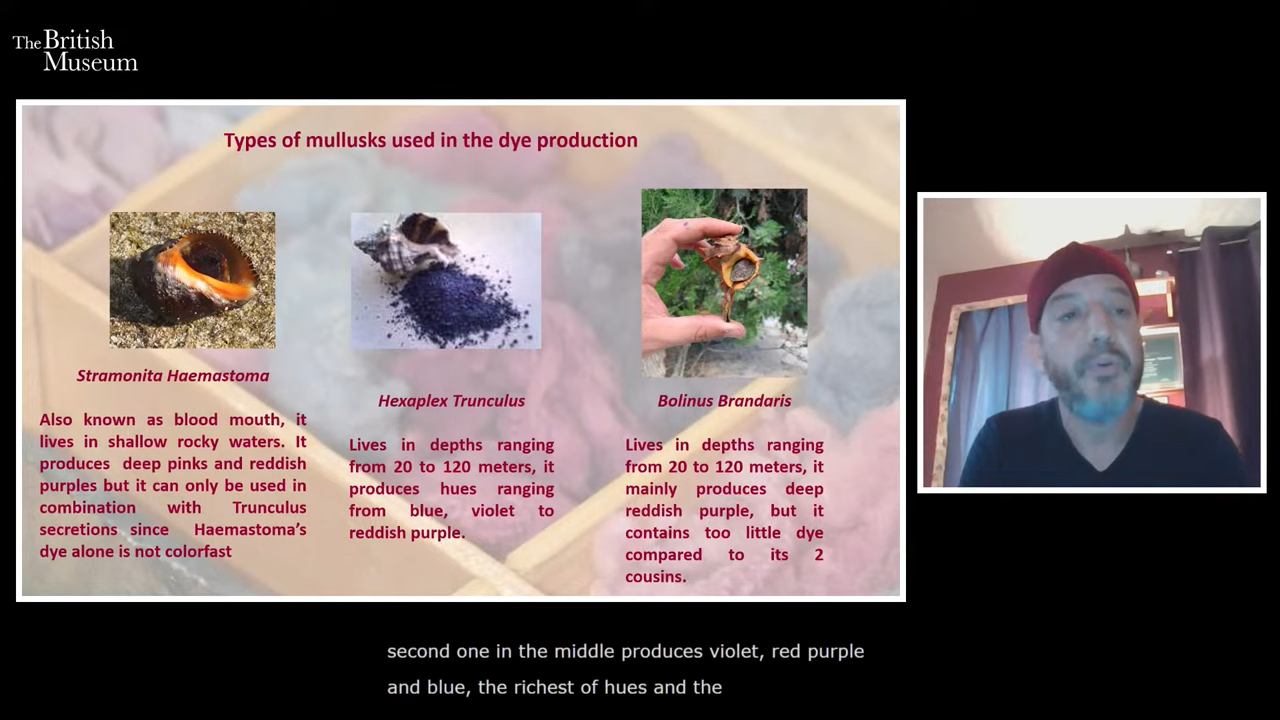 The British
Museum
Types of mullusks used in the dye production
Stramonita Haemastoma
Also known as blood mouth, it
lives in shallow rocky waters. It
produces deep pinks and reddish
purples but it can only be used in
combination with Trunculus
secretions since Haemastoma's
dye alone is not colorfast
Hexaplex Trunculus
Lives in depths ranging
from 20 to 120 meters, it
produces hues ranging
from blue, violet to
reddish purple.
Bolinus Brandaris
Lives in depths ranging
from 20 to 120 meters, it
mainly produces deep
reddish purple, but it
contains too little dye
compared to its 2
cousins.
second one in the middle produces violet, red purple
and blue, the richest of hues and the